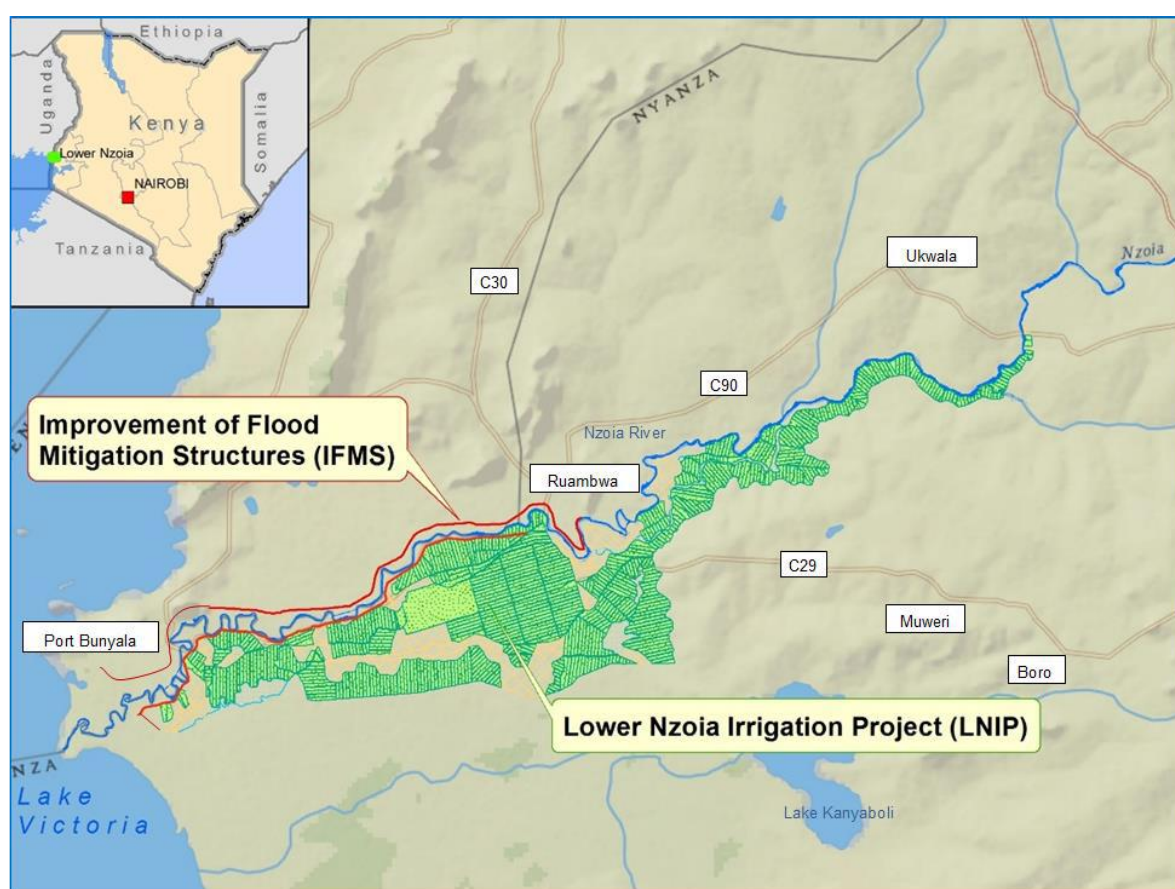 Ethiopia
Uganda
Kenya
Somalia
Lower Nzoia
NAIROBI
Tanzania
NYANZA
Ukwala
Nzoia
C30
C90
Improvement of Flood
Mitigation Structures (IFMS)
Nzoia River
Ruambwa
C29
Muweri
Port Bunyala
Boro
Lower Nzoia Irrigation Project (LNIP)
NZA
Lake
Victoria
Lake Kanyaboli